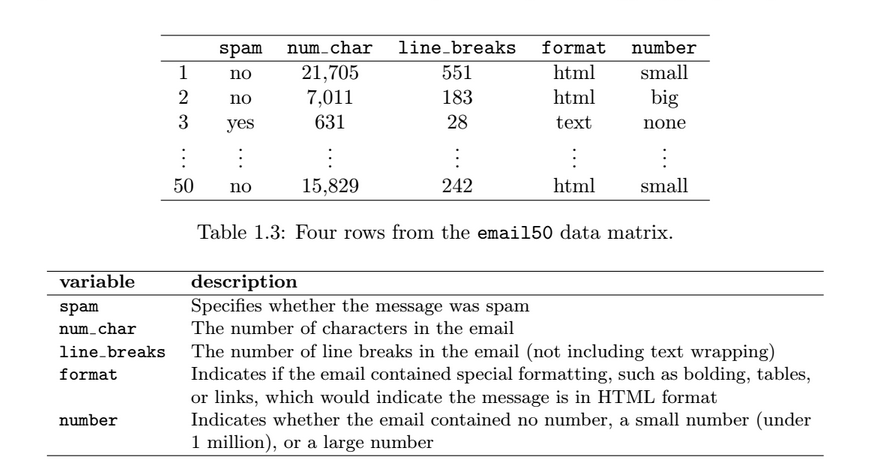 spam num_char line_breaks format number
1 no 21,705 551 html small
2 no 7,011 183 html big
3 yes 631 28 text none
⋮ ⋮ ⋮ ⋮ ⋮ ⋮
50 no 15,829 242 html small
Table 1.3: Four rows from the email50 data matrix.
variable description
spam Specifies whether the message was spam
num_char The number of characters in the email
line_breaks The number of line breaks in the email (not including text wrapping)
format Indicates if the email contained special formatting, such as bolding, tables,
or links, which would indicate the message is in HTML format
number Indicates whether the email contained no number, a small number (under
1 million), or a large number